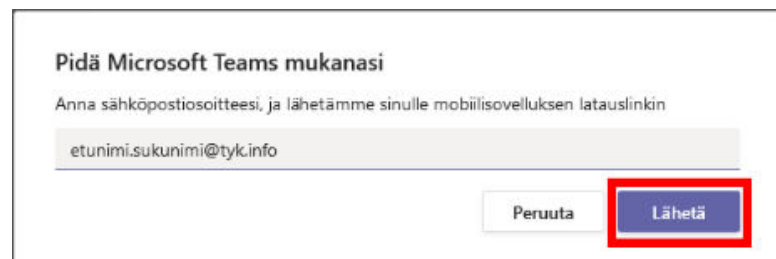 Pidä Microsoft Teams mukanasi
Anna sähköpostiosoitteesi, ja lähetämme sinulle mobiilisovelluksen latauslinkin
etunimi.sukunimi@tyk.info
Peruuta Lähetä